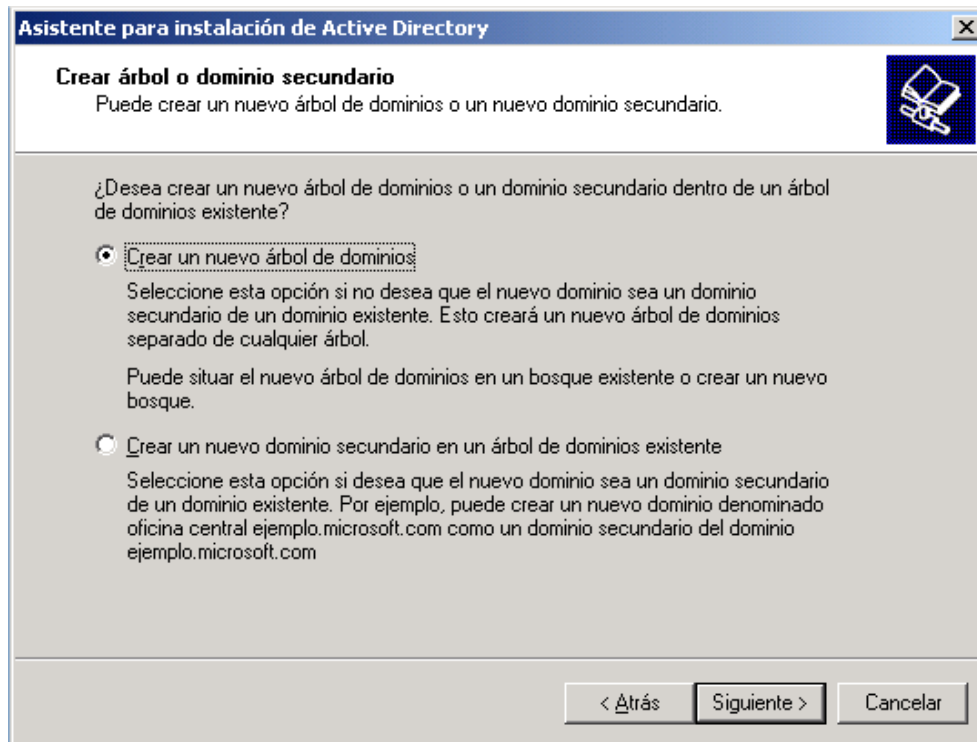 Asistente para instalación de Active Directory
Crear árbol o dominio secundario
Puede crear un nuevo árbol de dominios o un nuevo dominio secundario.
¿Desea crear un nuevo árbol de dominios o un dominio secundario dentro de un árbol
de dominios existente?
Crear un nuevo árbol de dominios
Seleccione esta opción si no desea que el nuevo dominio sea un dominio
secundario de un dominio existente. Esto creará un nuevo árbol de dominios
separado de cualquier árbol.
Puede situar el nuevo árbol de dominios en un bosque existente o crear un nuevo
bosque.
Crear un nuevo dominio secundario en un árbol de dominios existente
Seleccione esta opción si desea que el nuevo dominio sea un dominio secundario
de un dominio existente. Por ejemplo, puede crear un nuevo dominio denominado
oficina central ejemplo.microsoft.com como un dominio secundario del dominio
ejemplo.microsoft.com
< Atrás Siguiente > Cancelar